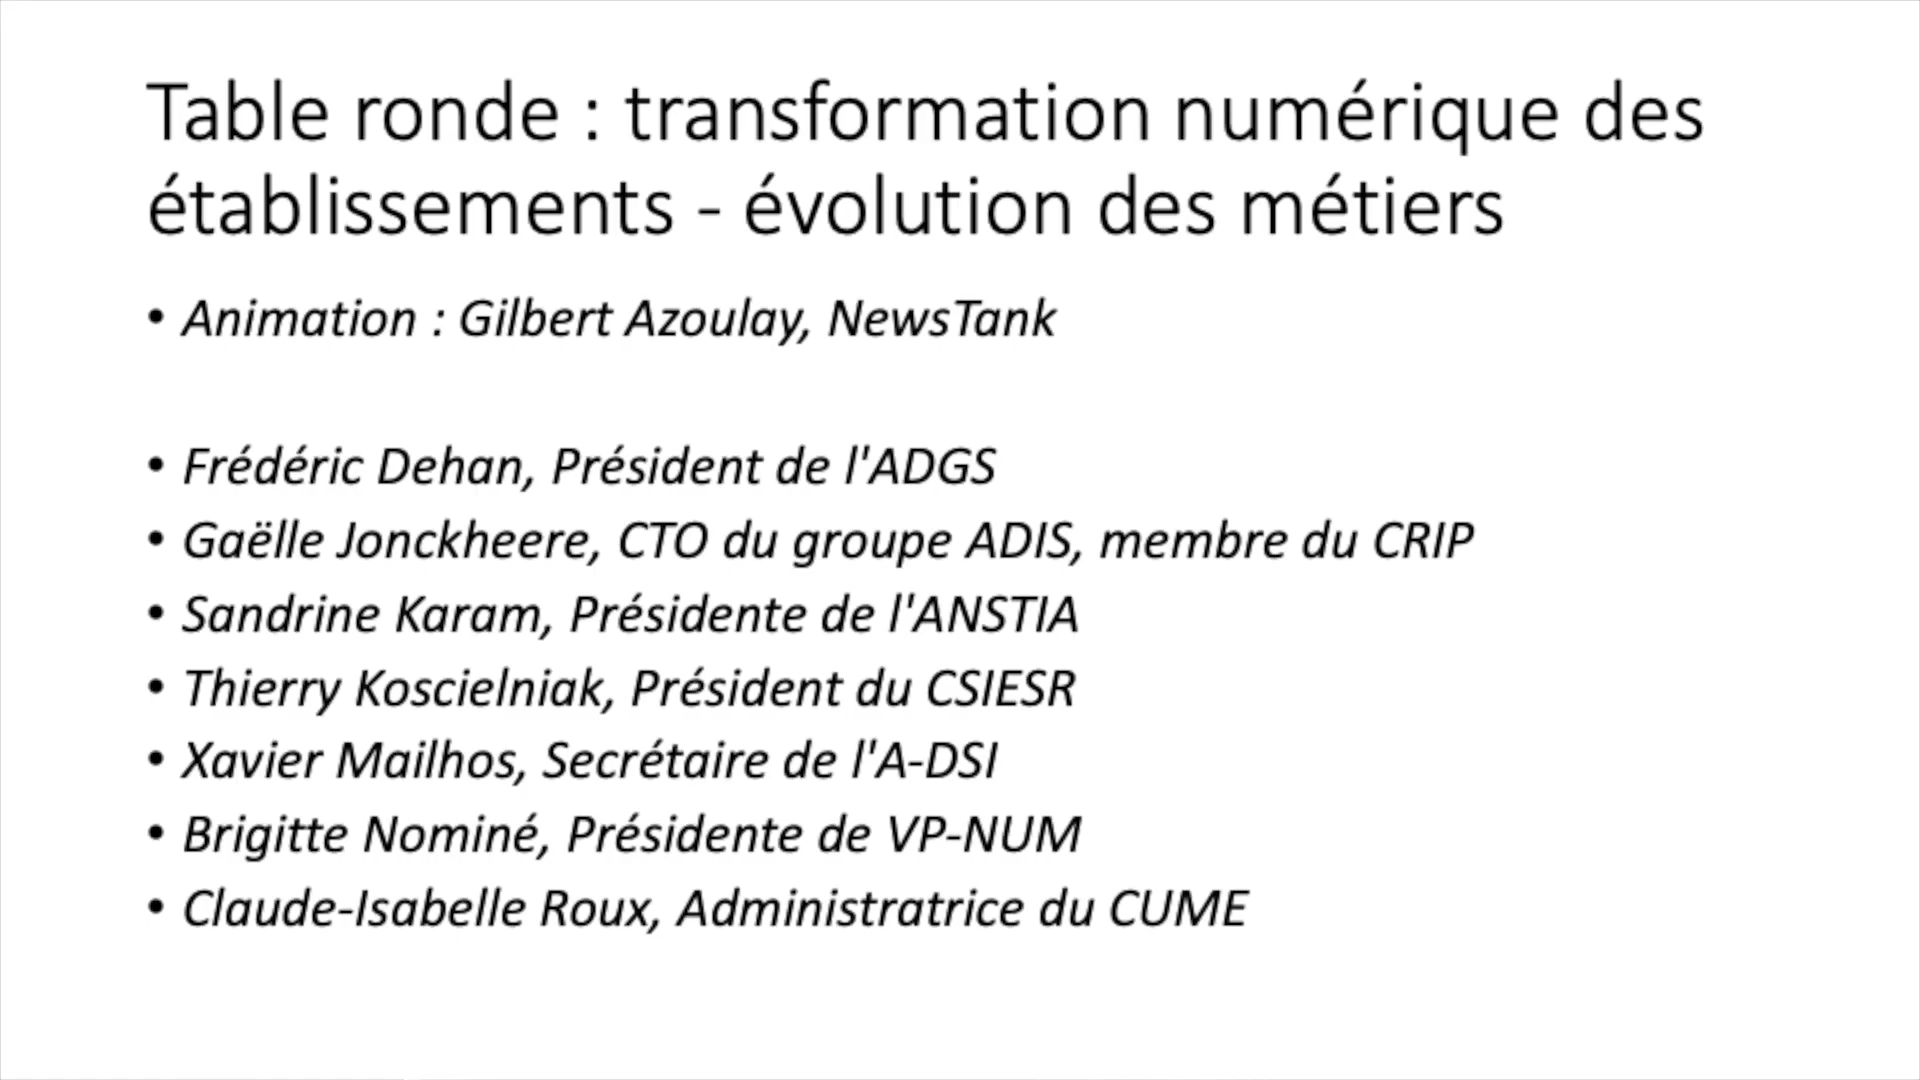 Table ronde : transformation numérique des
établissements - évolution des métiers
• Animation : Gilbert Azoulay, NewsTank
• Frédéric Dehan, Président de l'ADGS
• Gaëlle Jonckheere, CTO du groupe ADIS, membre du CRIP
• Sandrine Karam, Présidente de l'ANSTIA
• Thierry Koscielniak, Président du CSIESR
• Xavier Mailhos, Secrétaire de l'A-DSI
• Brigitte Nominé, Présidente de VP-NUM
• Claude-Isabelle Roux, Administratrice du CUME